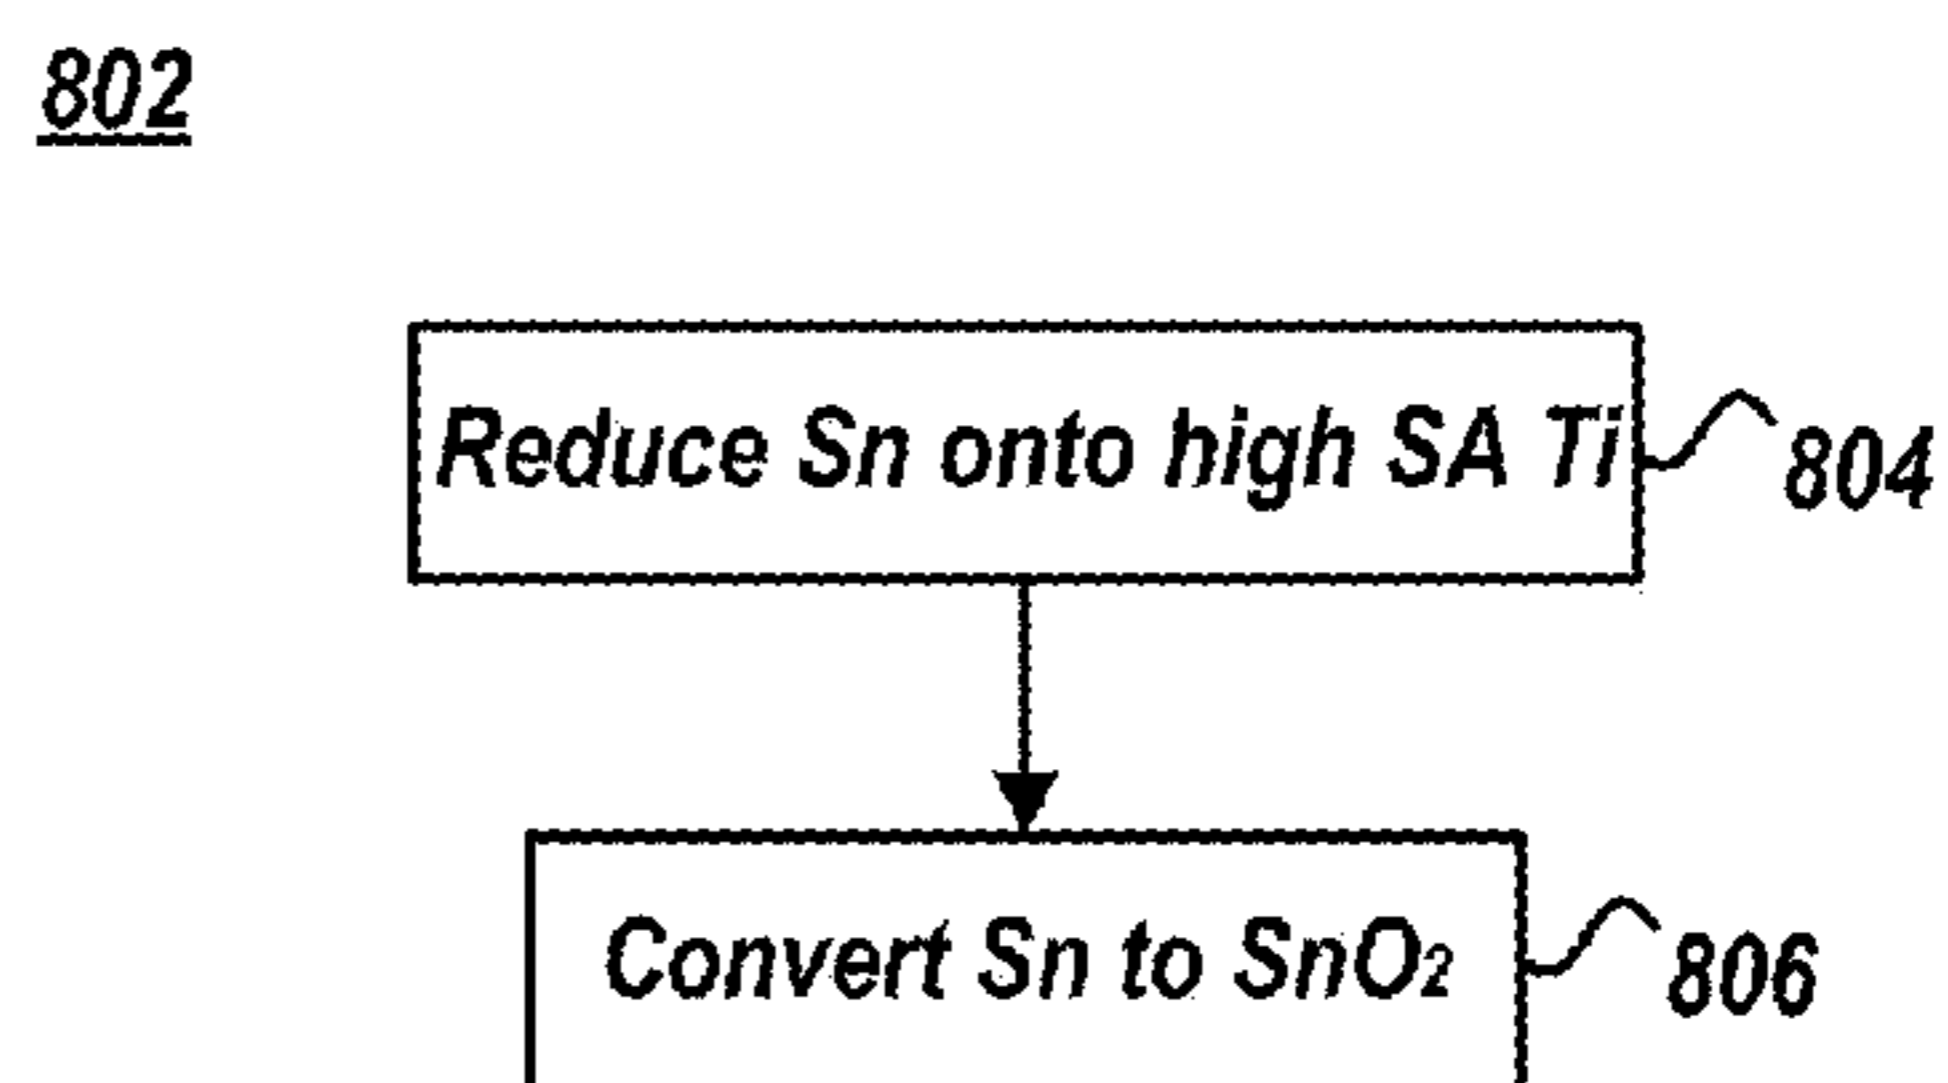 802
Reduce Sn onto high SA Ti
804
Convert Sn to SnO₂
806